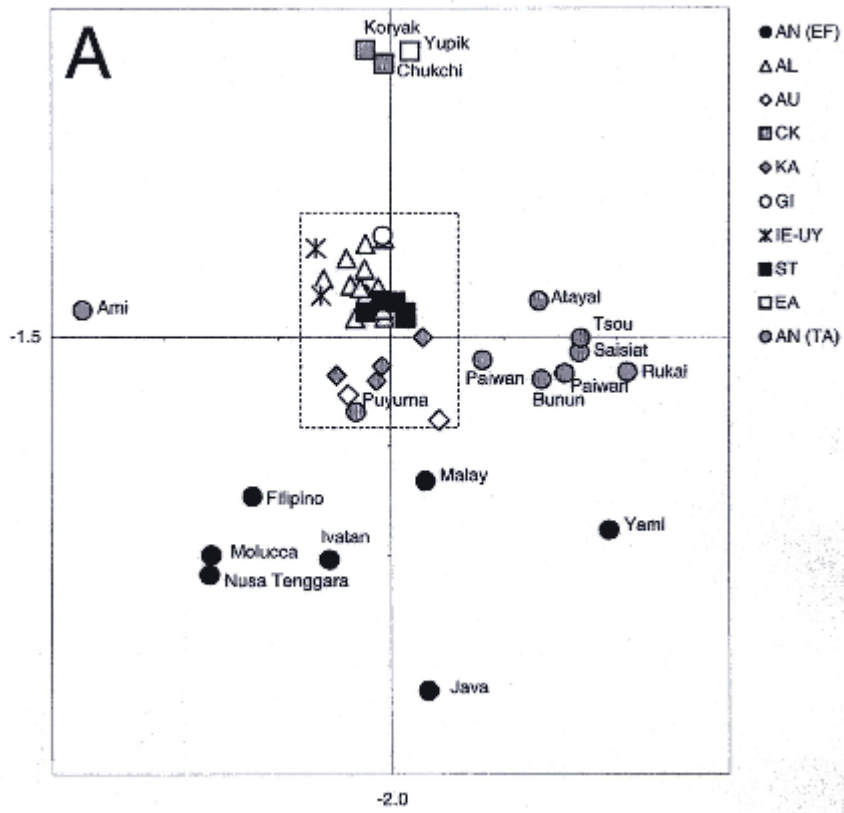 A
Koryak
Yupik
Chukchi
Ami
-1.5
Atayal
Tsou
Saisiat
Paiwan
Rukai
Paiwan
Bunun
Puyuma
Malay
Filipino
Yami
Ivatan
Molucca
Nusa Tenggara
Java
-2.0
AN (EF)
AL
AU
CK
KA
GI
IE-UY
ST
EA
AN (TA)